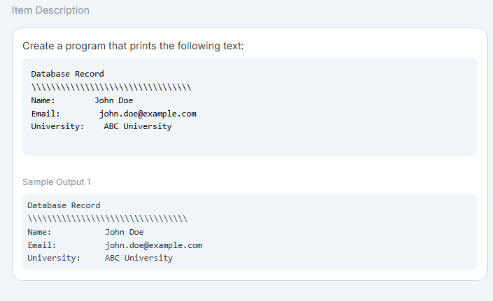 Item Description
Create a program that prints the following text:
Database Record
\\\\\\\\\\\\\\\\\\\\\\\\\\\\\\\\\
Name:        John Doe
Email:        john.doe@example.com
University:    ABC University
Sample Output 1
Database Record
\\\\\\\\\\\\\\\\\\\\\\\\\\\\\\\\\
Name:           John Doe
Email:          john.doe@example.com
University:     ABC University